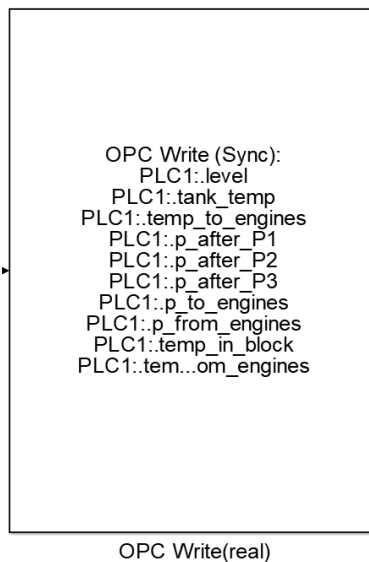 OPC Write (Sync):
PLC1:.level
PLC1:.tank_temp
PLC1:.temp_to_engines
PLC1:.p_after_P1
PLC1:.p_after_P2
PLC1:.p_after_P3
PLC1:.p_to_engines
PLC1:.p_from_engines
PLC1:.temp_in_block
PLC1:.tem...om_engines
OPC Write(real)